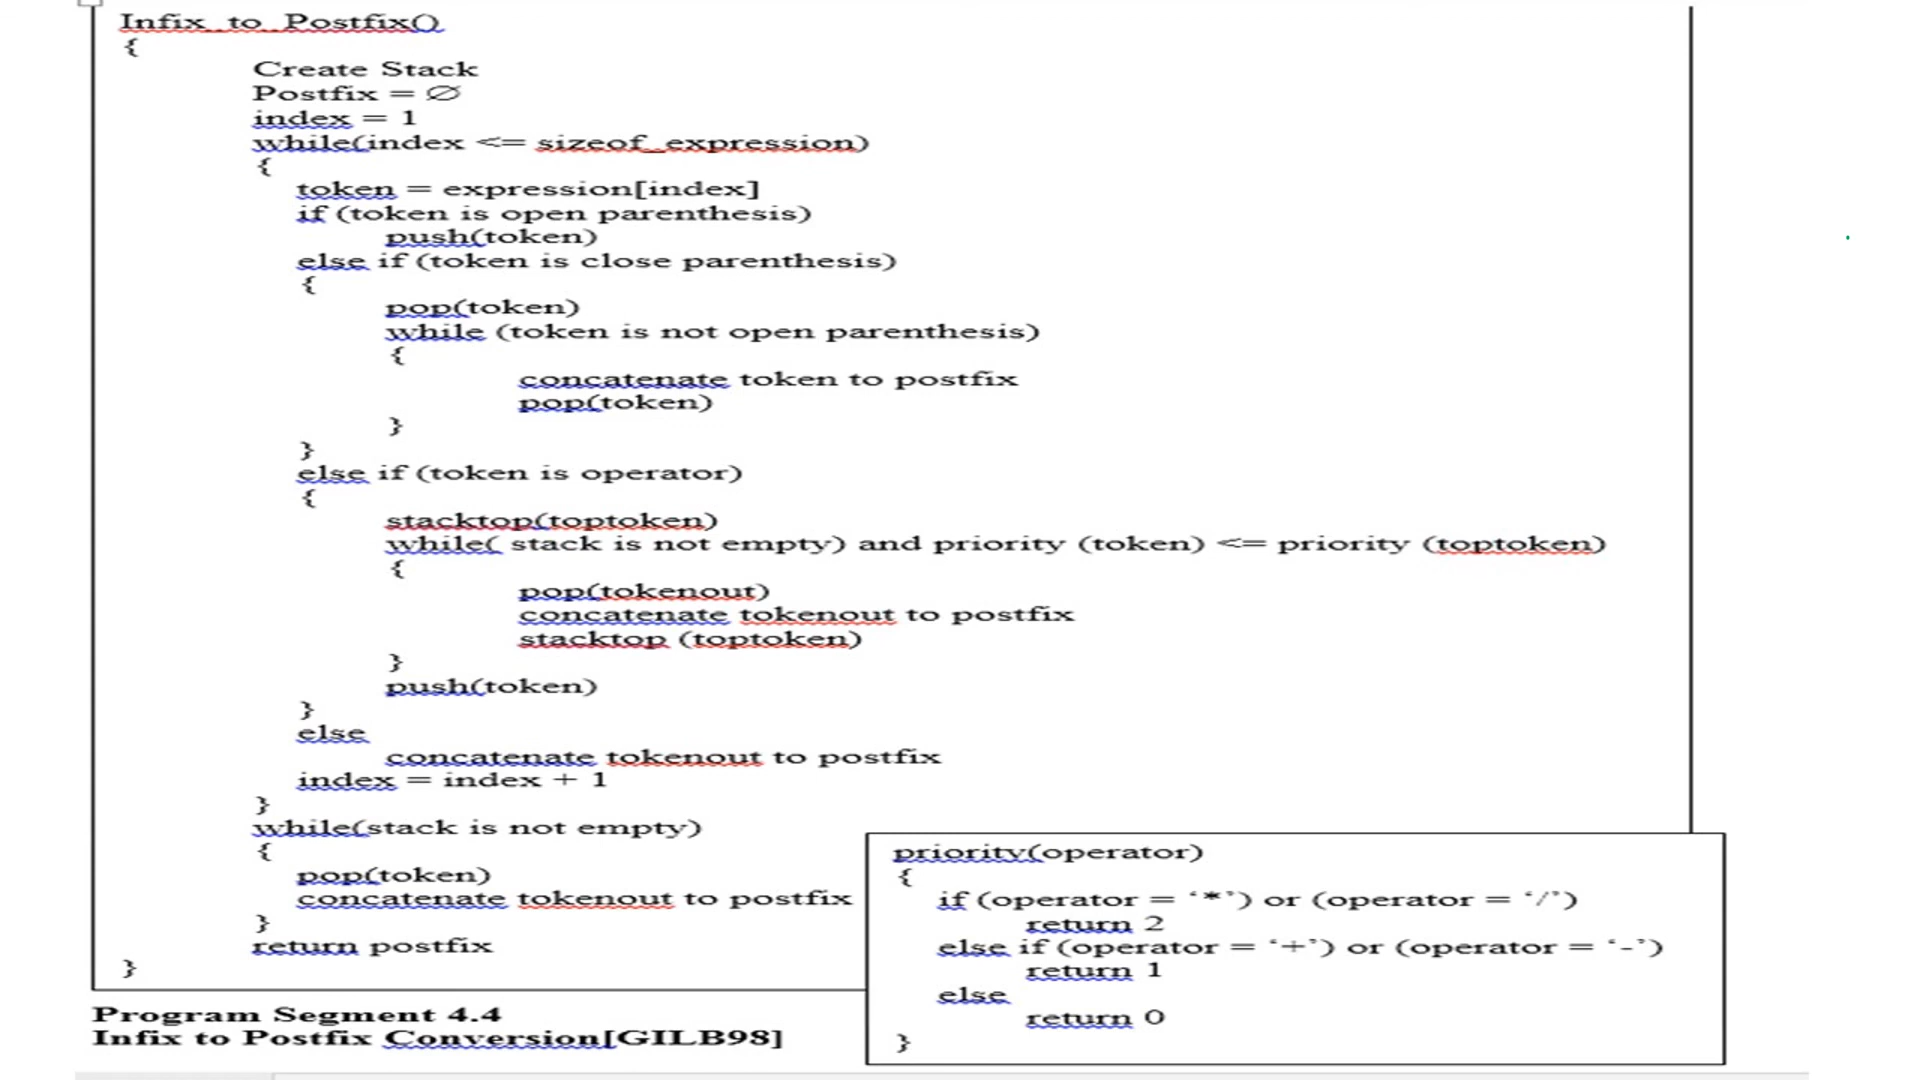 Infix_to_Postfix()
{
Create Stack
Postfix = ∅
index = 1
while(index <= sizeof_expression)
{
token = expression[index]
if (token is open parenthesis)
push(token)
else if (token is close parenthesis)
{
pop(token)
while (token is not open parenthesis)
{
concatenate token to postfix
pop(token)
}
}
else if (token is operator)
{
stacktop(toptoken)
while( stack is not empty) and priority (token) <= priority (toptoken)
{
pop(tokenout)
concatenate tokenout to postfix
stacktop (toptoken)
}
push(token)
}
else
concatenate tokenout to postfix
index = index + 1
}
while(stack is not empty)
{
pop(token)
concatenate tokenout to postfix
}
return postfix
}
priority(operator)
{
if (operator = ‘*’) or (operator = ‘/’)
return 2
else if (operator = ‘+’) or (operator = ‘-’)
return 1
else
return 0
}
Program Segment 4.4
Infix to Postfix Conversion[GILB98]